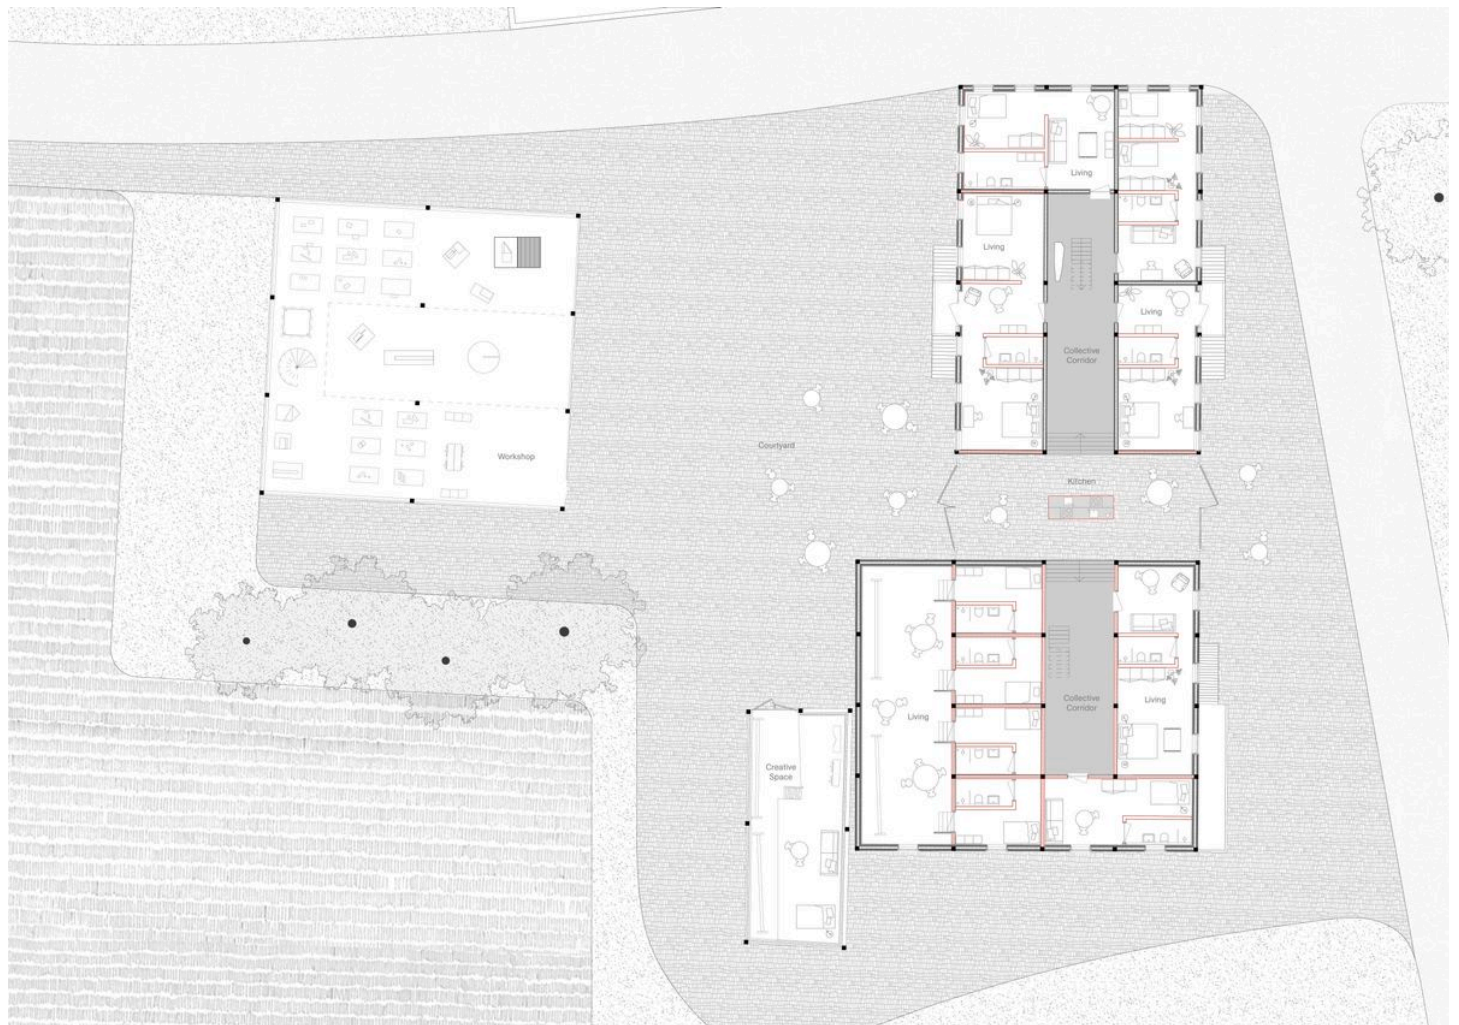 Living
Living
Living
Collective
Corridor
Courtyard
Workshop
Kitchen
Living
Collective
Corridor
Living
Creative
Space